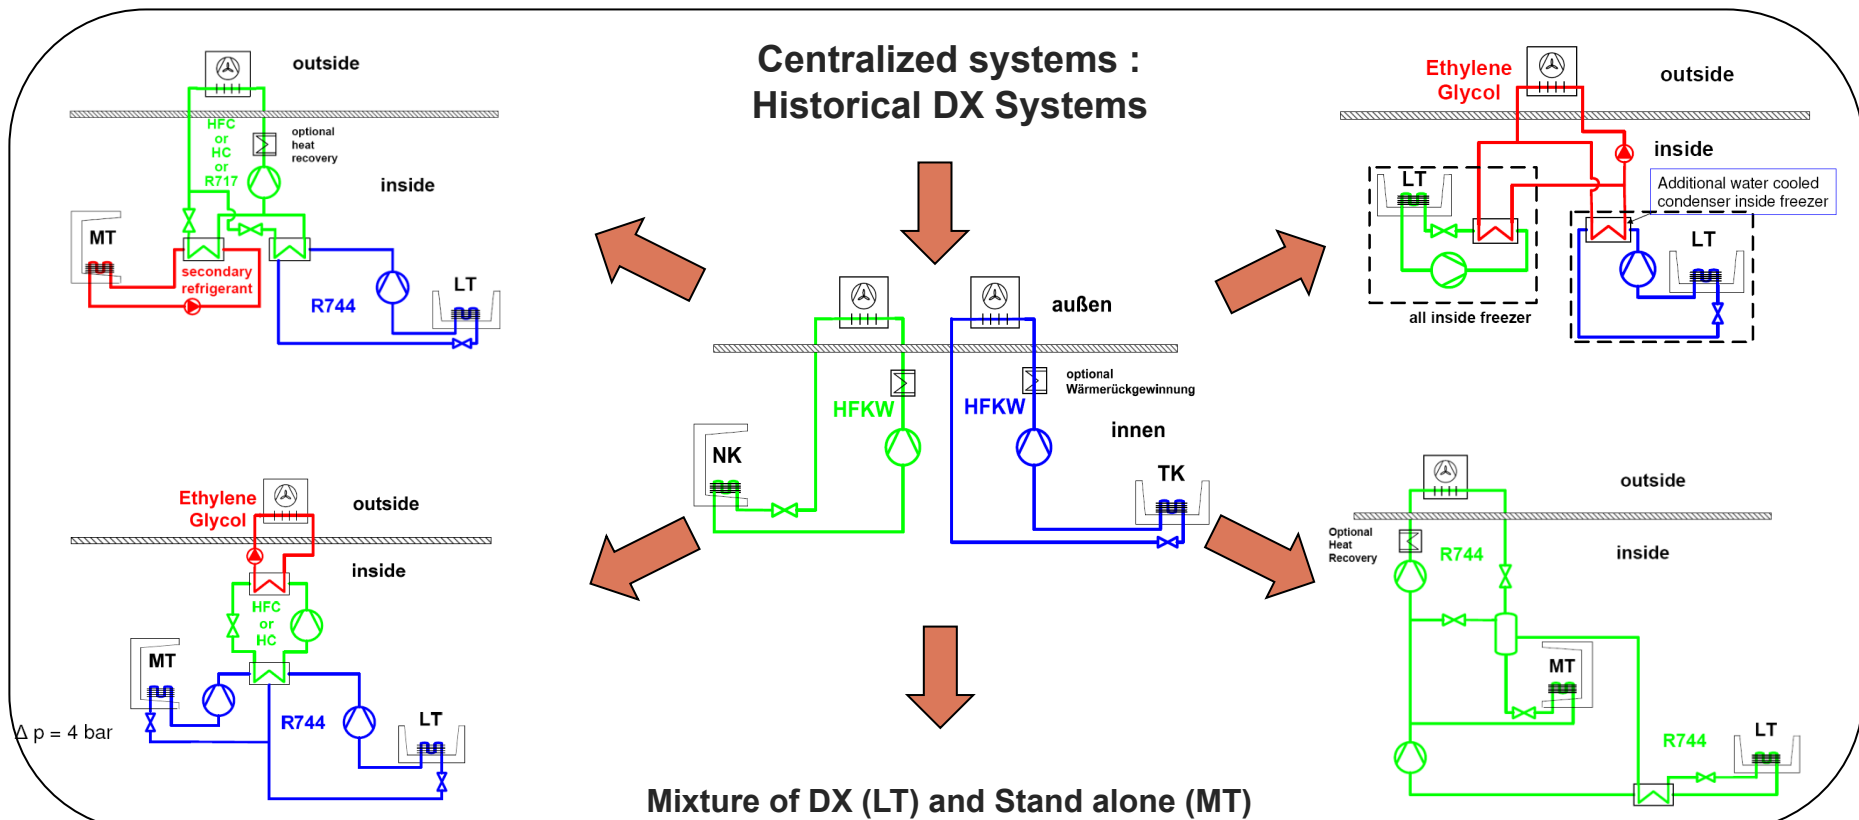 Centralized systems :
Historical DX Systems
outside
HFC
or
HC
or
R717
optional
heat
recovery
inside
MT
secondary
refrigerant
R744
LT
Ethylene
Glycol
outside
inside
LT
Additional water cooled
condenser inside freezer
LT
all inside freezer
außen
HFKW
HFKW
optional
Wärmerückgewinnung
innen
NK
TK
Ethylene
Glycol
outside
inside
HFC
or
HC
MT
R744
LT
Δ p = 4 bar
outside
Optional
Heat
Recovery
R744
inside
MT
R744
LT
Mixture of DX (LT) and Stand alone (MT)